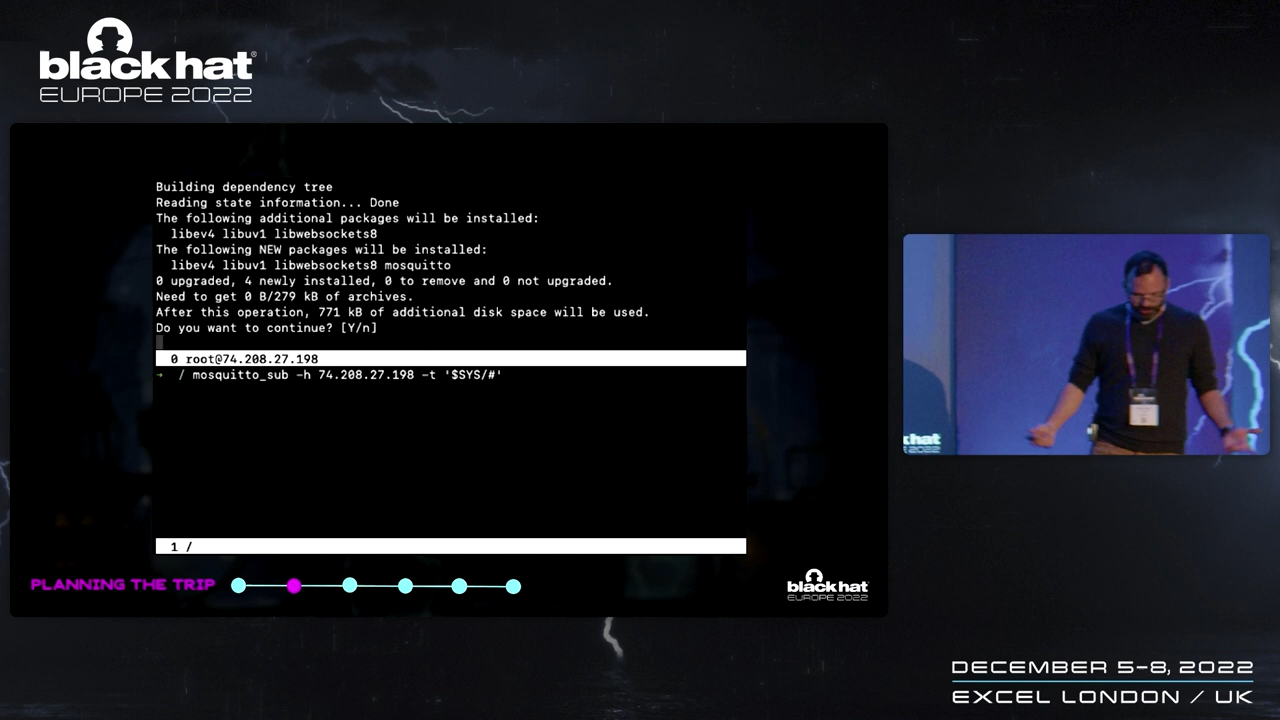 black hat®
EUROPE 2022
Building dependency tree
Reading state information... Done
The following additional packages will be installed:
libev4 libuv1 libwebsockets8
The following NEW packages will be installed:
libev4 libuv1 libwebsockets8 mosquitto
0 upgraded, 4 newly installed, 0 to remove and 0 not upgraded.
Need to get 0 B/279 kB of archives.
After this operation, 771 kB of additional disk space will be used.
Do you want to continue? [Y/n]
0 root@74.208.27.198
→ / mosquitto_sub -h 74.208.27.198 -t '$SYS/#'
1 /
PLANNING THE TRIP
black hat
EUROPE 2022
k hat
E 2022
DECEMBER 5-8, 2022
EXCEL LONDON / UK